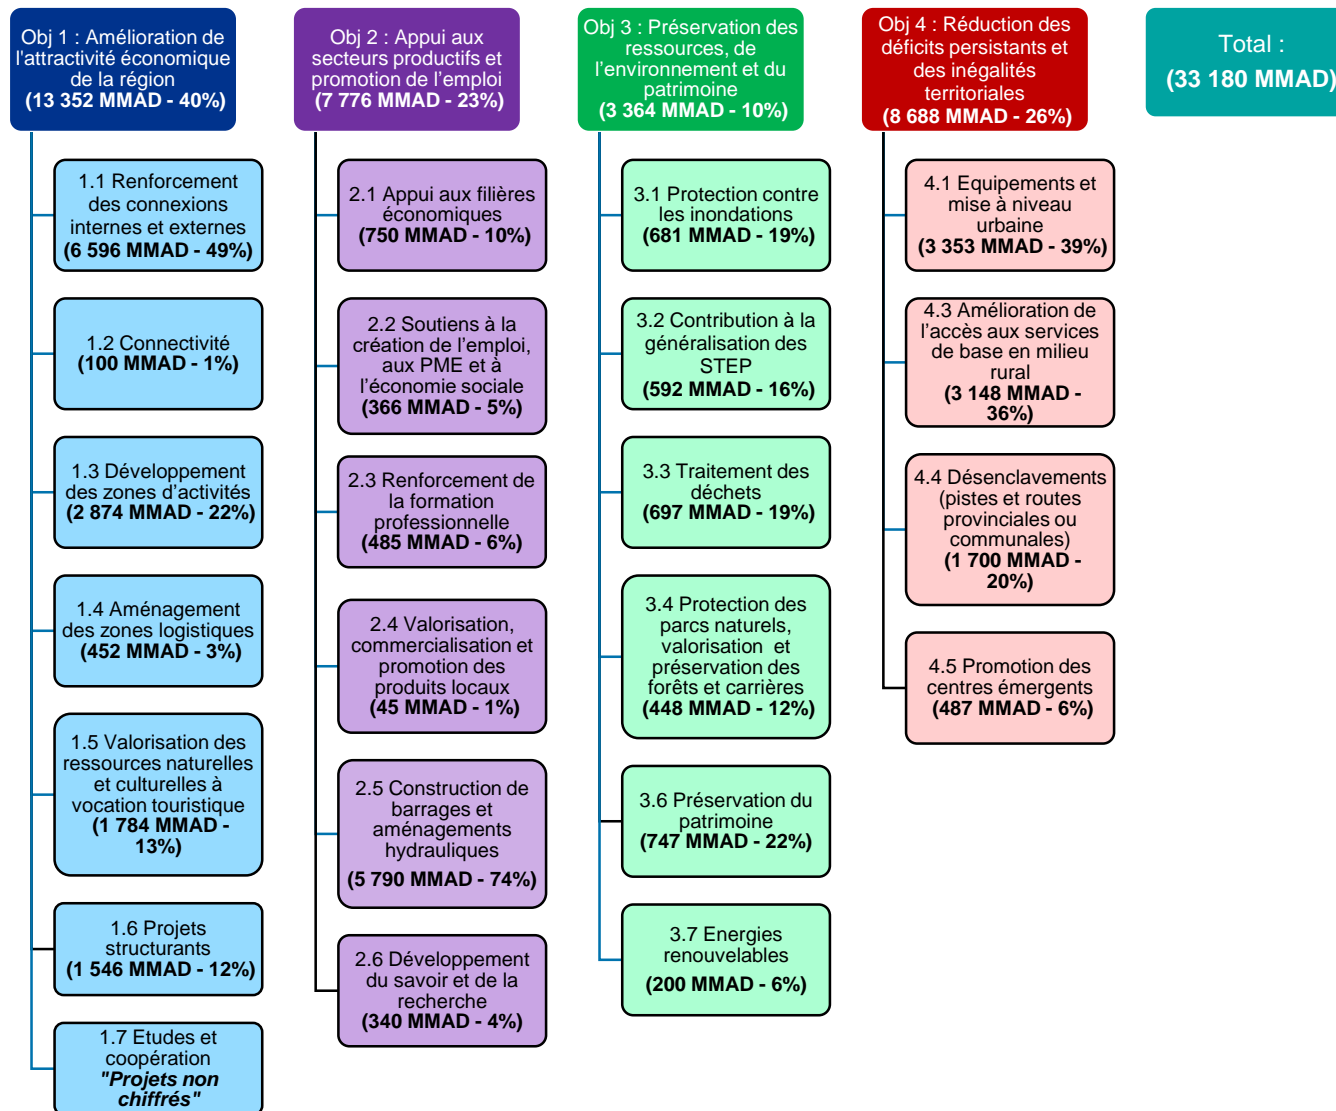 Obj 1 : Amélioration de
l'attractivité économique
de la région
(13 352 MMAD - 40%)
1.1 Renforcement
des connexions
internes et externes
(6 596 MMAD - 49%)
1.2 Connectivité
(100 MMAD - 1%)
1.3 Développement
des zones d'activités
(2 874 MMAD - 22%)
1.4 Aménagement
des zones logistiques
(452 MMAD - 3%)
1.5 Valorisation des
ressources naturelles
et culturelles à
vocation touristique
(1 784 MMAD -
13%)
1.6 Projets
structurants
(1 546 MMAD - 12%)
1.7 Etudes et
coopération
"Projets non
chiffrés"
Obj 2 : Appui aux
secteurs productifs et
promotion de l'emploi
(7 776 MMAD - 23%)
2.1 Appui aux filières
économiques
(750 MMAD - 10%)
2.2 Soutiens à la
création de l'emploi,
aux PME et à
l'économie sociale
(366 MMAD - 5%)
2.3 Renforcement de
la formation
professionnelle
(485 MMAD - 6%)
2.4 Valorisation,
commercialisation et
promotion des
produits locaux
(45 MMAD - 1%)
2.5 Construction de
barrages et
aménagements
hydrauliques
(5 790 MMAD - 74%)
2.6 Développement
du savoir et de la
recherche
(340 MMAD - 4%)
Obj 3 : Préservation des
ressources, de
l'environnement et du
patrimoine
(3 364 MMAD - 10%)
3.1 Protection contre
les inondations
(681 MMAD - 19%)
3.2 Contribution à la
généralisation des
STEP
(592 MMAD - 16%)
3.3 Traitement des
déchets
(697 MMAD - 19%)
3.4 Protection des
parcs naturels,
valorisation et
préservation des
forêts et carrières
(448 MMAD - 12%)
3.6 Préservation du
patrimoine
(747 MMAD - 22%)
3.7 Energies
renouvelables
(200 MMAD - 6%)
Obj 4 : Réduction des
déficits persistants et
des inégalités
territoriales
(8 688 MMAD - 26%)
4.1 Equipements et
mise à niveau
urbaine
(3 353 MMAD - 39%)
4.3 Amélioration de
l'accès aux services
de base en milieu
rural
(3 148 MMAD -
36%)
4.4 Désenclavements
(pistes et routes
provinciales ou
communales)
(1 700 MMAD -
20%)
4.5 Promotion des
centres émergents
(487 MMAD - 6%)
Total :
(33 180 MMAD)